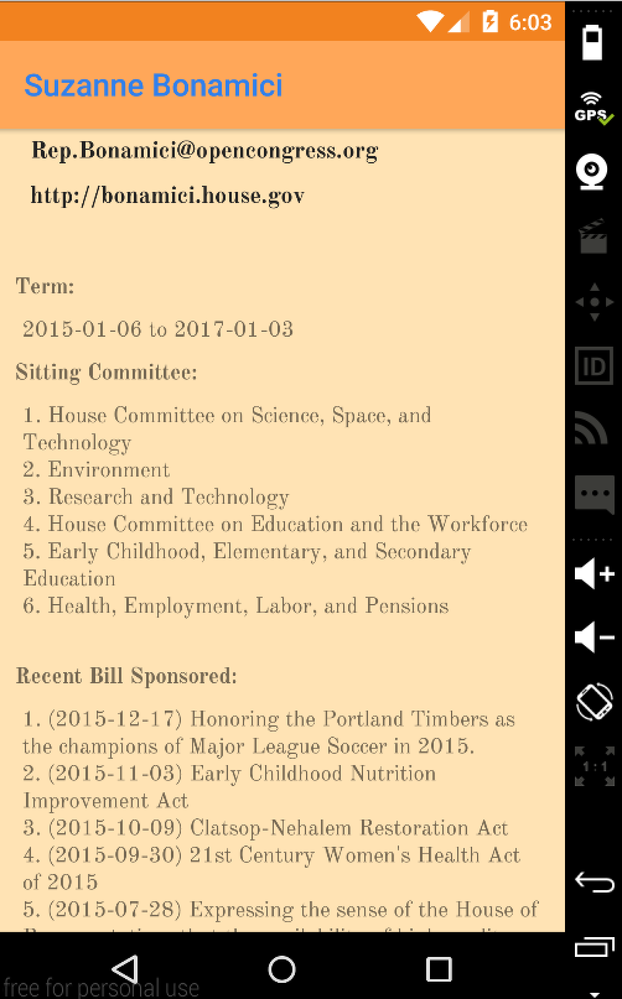 6:03
Suzanne Bonamici
Rep.Bonamici@opencongress.org
http://bonamici.house.gov
Term:
2015-01-06 to 2017-01-03
Sitting Committee:
1. House Committee on Science, Space, and
Technology
2. Environment
3. Research and Technology
4. House Committee on Education and the Workforce
5. Early Childhood, Elementary, and Secondary
Education
6. Health, Employment, Labor, and Pensions
Recent Bill Sponsored:
1. (2015-12-17) Honoring the Portland Timbers as
the champions of Major League Soccer in 2015.
2. (2015-11-03) Early Childhood Nutrition
Improvement Act
3. (2015-10-09) Clatsop-Nehalem Restoration Act
4. (2015-09-30) 21st Century Women's Health Act
of 2015
5. (2015-07-28) Expressing the sense of the House of
free for personal use
GPS
ID
1:1